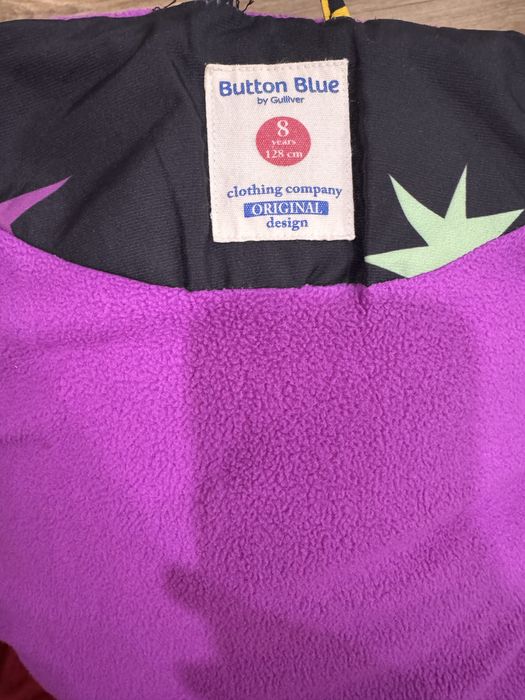 Button Blue
by Gulliver
8
years
128 cm
clothing company
ORIGINAL
design